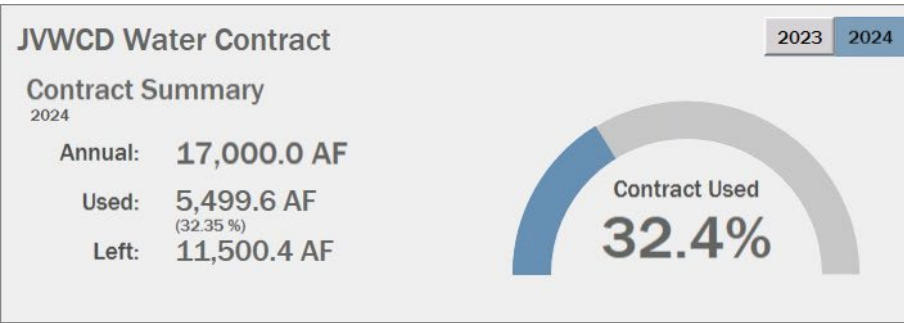 JVWCD Water Contract
2023 2024
Contract Summary
2024
Annual: 17,000.0 AF
Used: 5,499.6 AF
(32.35 %)
Left: 11,500.4 AF
Contract Used
32.4%